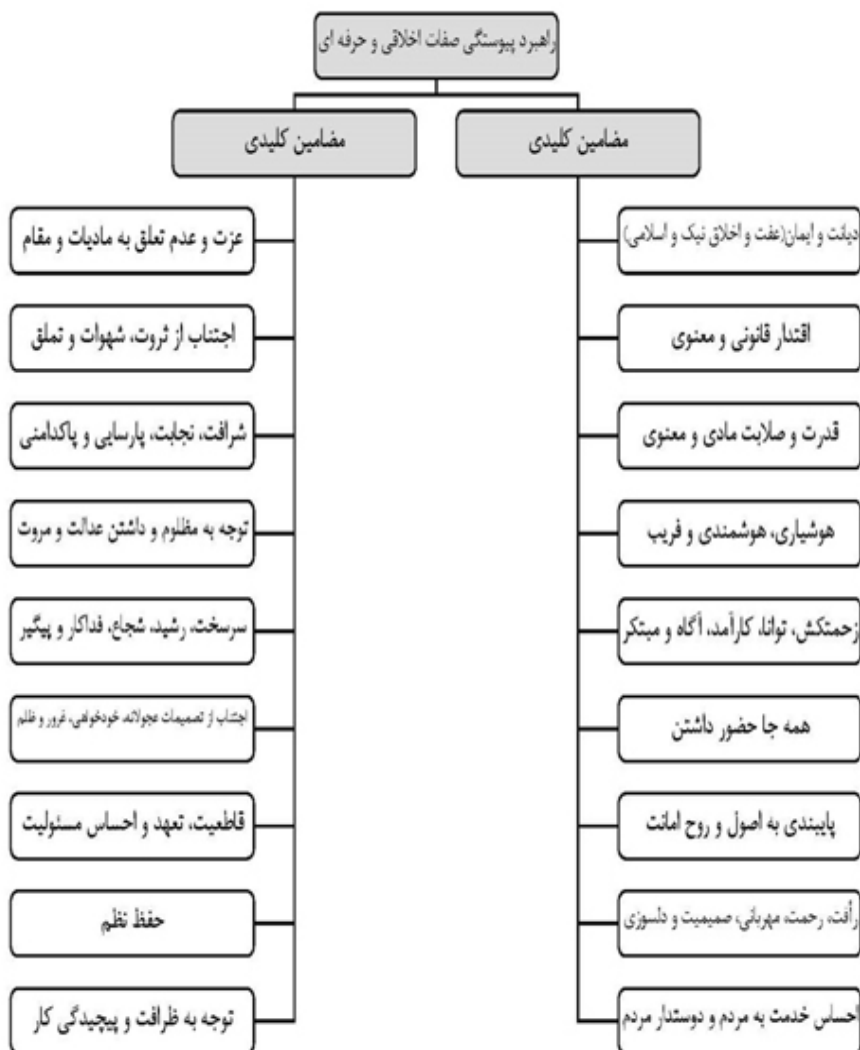 راهبرد پیوستگی صفات اخلاقی و حرفه ای
مضامین کلیدی
دیانت و ایمان(عفت و اخلاق نیک و اسلامی)
اقتدار قانونی و معنوی
قدرت و صلابت مادی و معنوی
هوشیاری، هوشمندی و فریب
زحمتکش، توانا، کارآمد، آگاه و مبتکر
همه جا حضور داشتن
پایبندی به اصول و روح امانت
رأفت، رحمت، مهربانی، صمیمیت و دلسوزی
احساس خدمت به مردم و دوستدار مردم
مضامین کلیدی
عزت و عدم تعلق به مادیات و مقام
اجتناب از ثروت، شهوات و تملق
شرافت، نجابت، پارسایی و پاکدامنی
توجه به مظلوم و داشتن عدالت و مروت
سرسخت، رشید، شجاع، فداکار و پیگیر
اجتناب از تصمیمات عجولانه، خودخواهی، غرور و ظلم
قاطعیت، تعهد و احساس مسئولیت
حفظ نظم
توجه به ظرافت و پیچیدگی کار